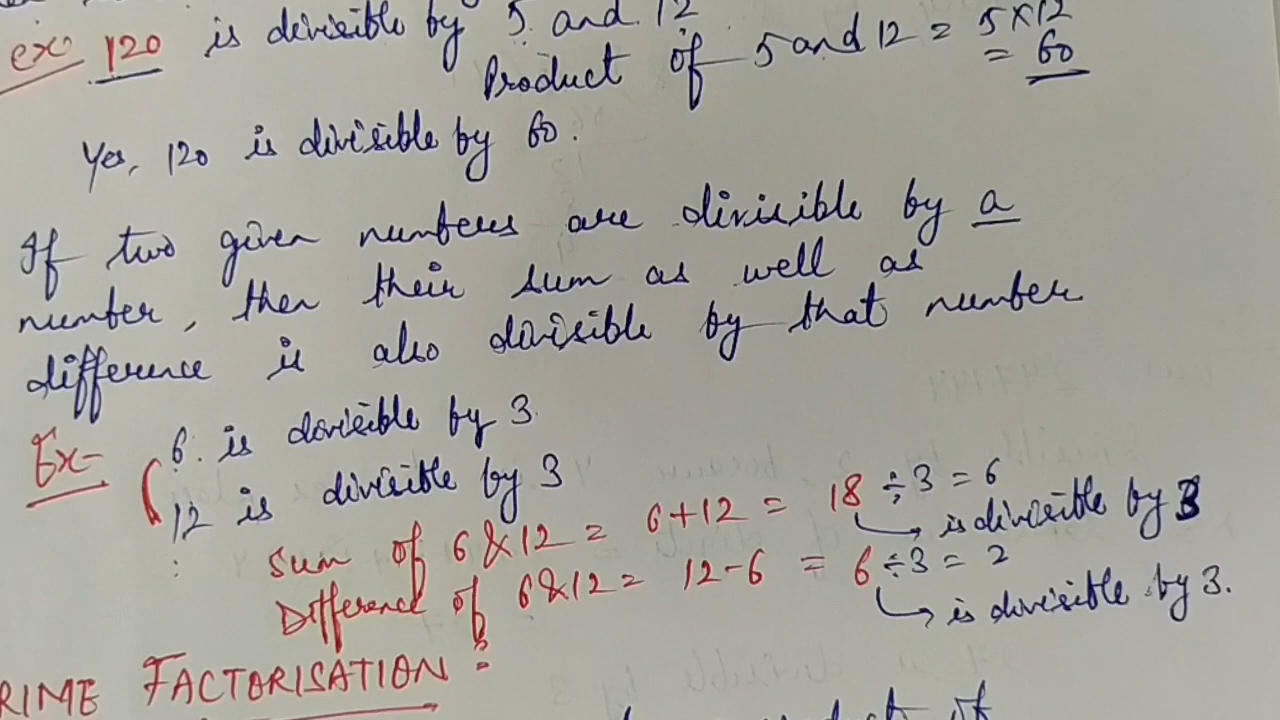 ex: 120 is divisible by 5 and 12
Product of 5 and 12 = 5×12
= 60
Yes, 120 is divisible by 60.
If two given numbers are divisible by a
number, then their sum as well as
difference is also divisible by that number
Ex- 6 is divisible by 3.
12 is divisible by 3
Sum of 6 & 12 = 6+12 = 18 ÷3 = 6
is divisible by 3
Difference of 6 & 12 = 12-6 = 6 ÷3 = 2
is divisible by 3.
RIME FACTORISATION :
of